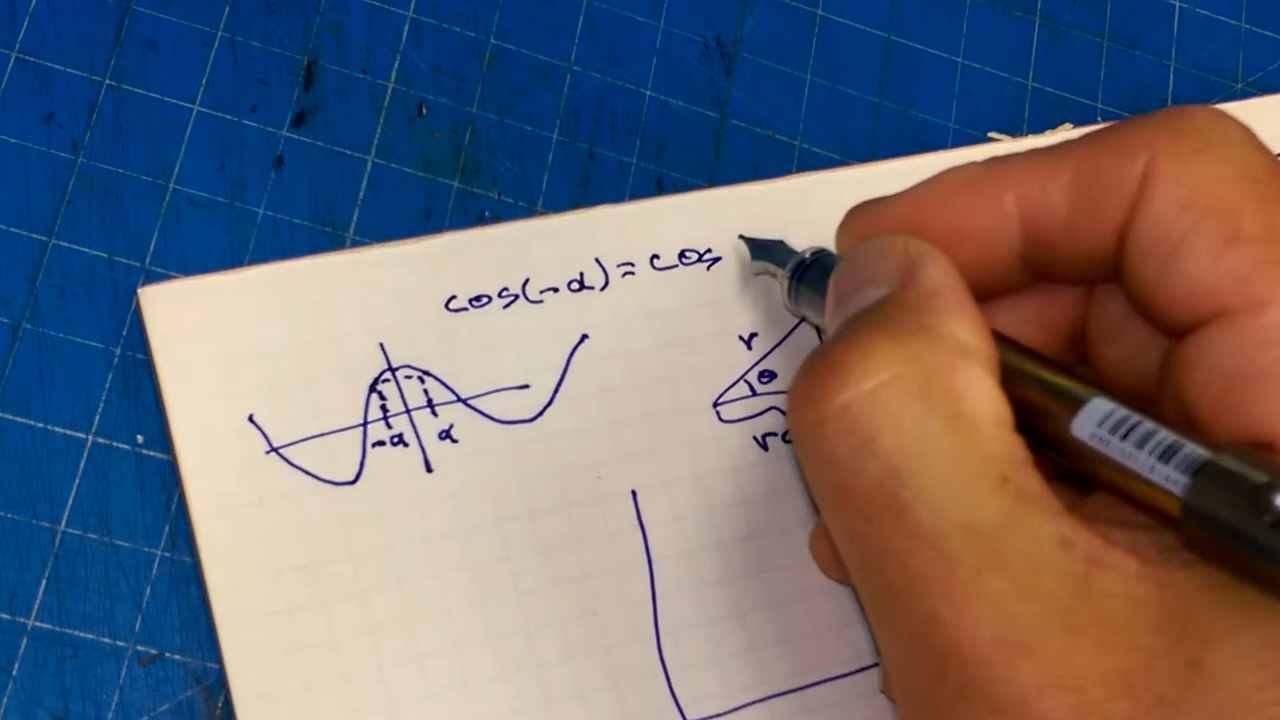 cos(-α) = cos
r
θ
-α α